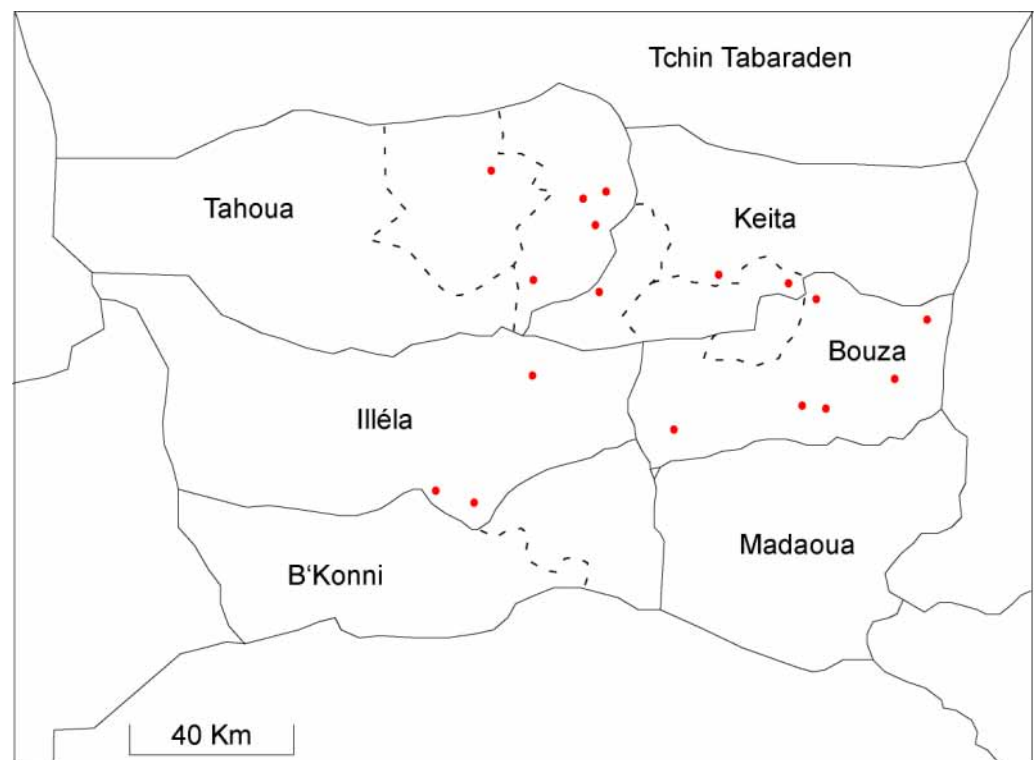 Tchin Tabaraden
Tahoua
Keita
Bouza
Illéla
Madaoua
B‘Konni
40 Km